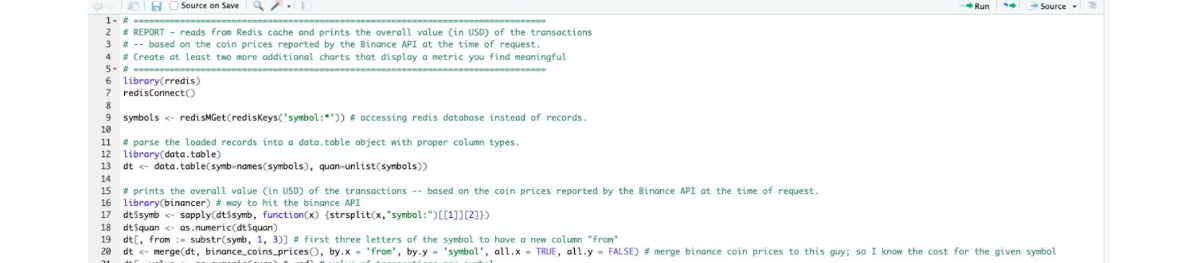 Source on Save Run Source
1 # ==============================================================================
2 # REPORT - reads from Redis cache and prints the overall value (in USD) of the transactions
3 # -- based on the coin prices reported by the Binance API at the time of request.
4 # Create at least two more additional charts that display a metric you find meaningful
5 # ==============================================================================
6 library(rredis)
7 redisConnect()
8
9 symbols <- redisMGet(redisKeys('symbol:*')) # accessing redis database instead of records.
10
11 # parse the loaded records into a data.table object with proper column types.
12 library(data.table)
13 dt <- data.table(symb=names(symbols), quan=unlist(symbols))
14
15 # prints the overall value (in USD) of the transactions -- based on the coin prices reported by the Binance API at the time of request.
16 library(binancer) # way to hit the binance API
17 dt$symb <- sapply(dt$symb, function(x) {strsplit(x,"symbol:")[[1]][2]})
18 dt$quan <- as.numeric(dt$quan)
19 dt[, from := substr(symb, 1, 3)] # first three letters of the symbol to have a new column "from"
20 dt <- merge(dt, binance_coins_prices(), by.x = 'from', by.y = 'symbol', all.x = TRUE, all.y = FALSE) # merge binance coin prices to this guy; so I know the cost for the given symbol